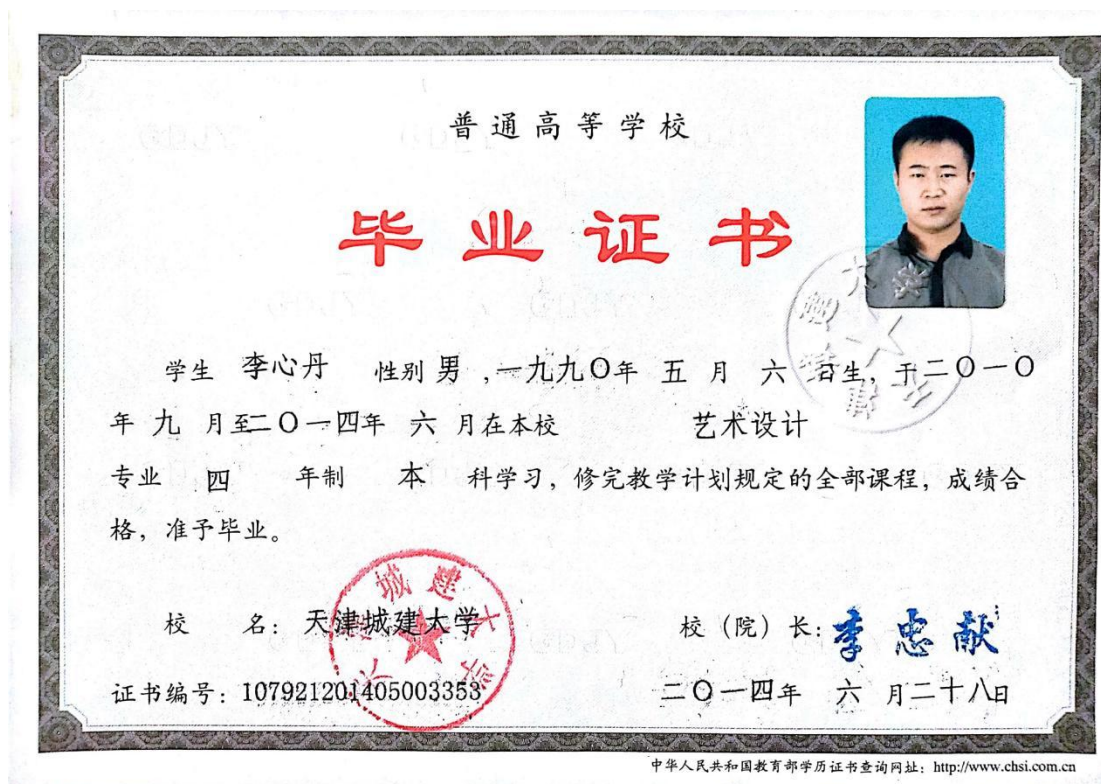 普通高等学校
毕业证书
学生 李心丹 性别 男 ,一九九〇年 五 月 六 日生，于二〇一〇
年 九 月至二〇一四年 六 月在本校 艺术设计
专业 四 年制 本 科学习，修完教学计划规定的全部课程，成绩合
格，准予毕业。
校 名：天津城建大学
校（院）长：李忠献
证书编号：107921201405003353
二〇一四年 六 月二十八日
天津城建大学
中华人民共和国教育部学历证书查询网址：http://www.chsi.com.cn